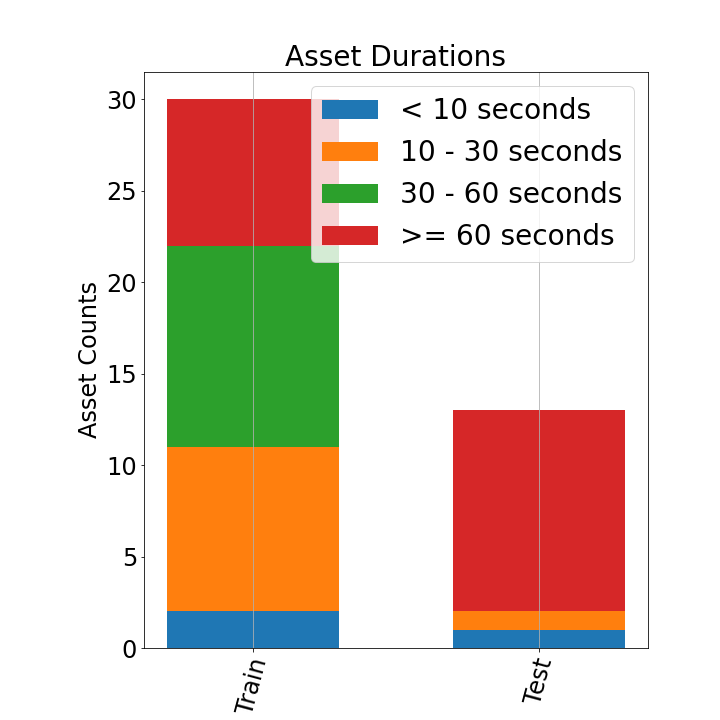 Asset Durations
30
25
20
15
10
5
0
Asset Counts
< 10 seconds
10 - 30 seconds
30 - 60 seconds
>= 60 seconds
Train
Test